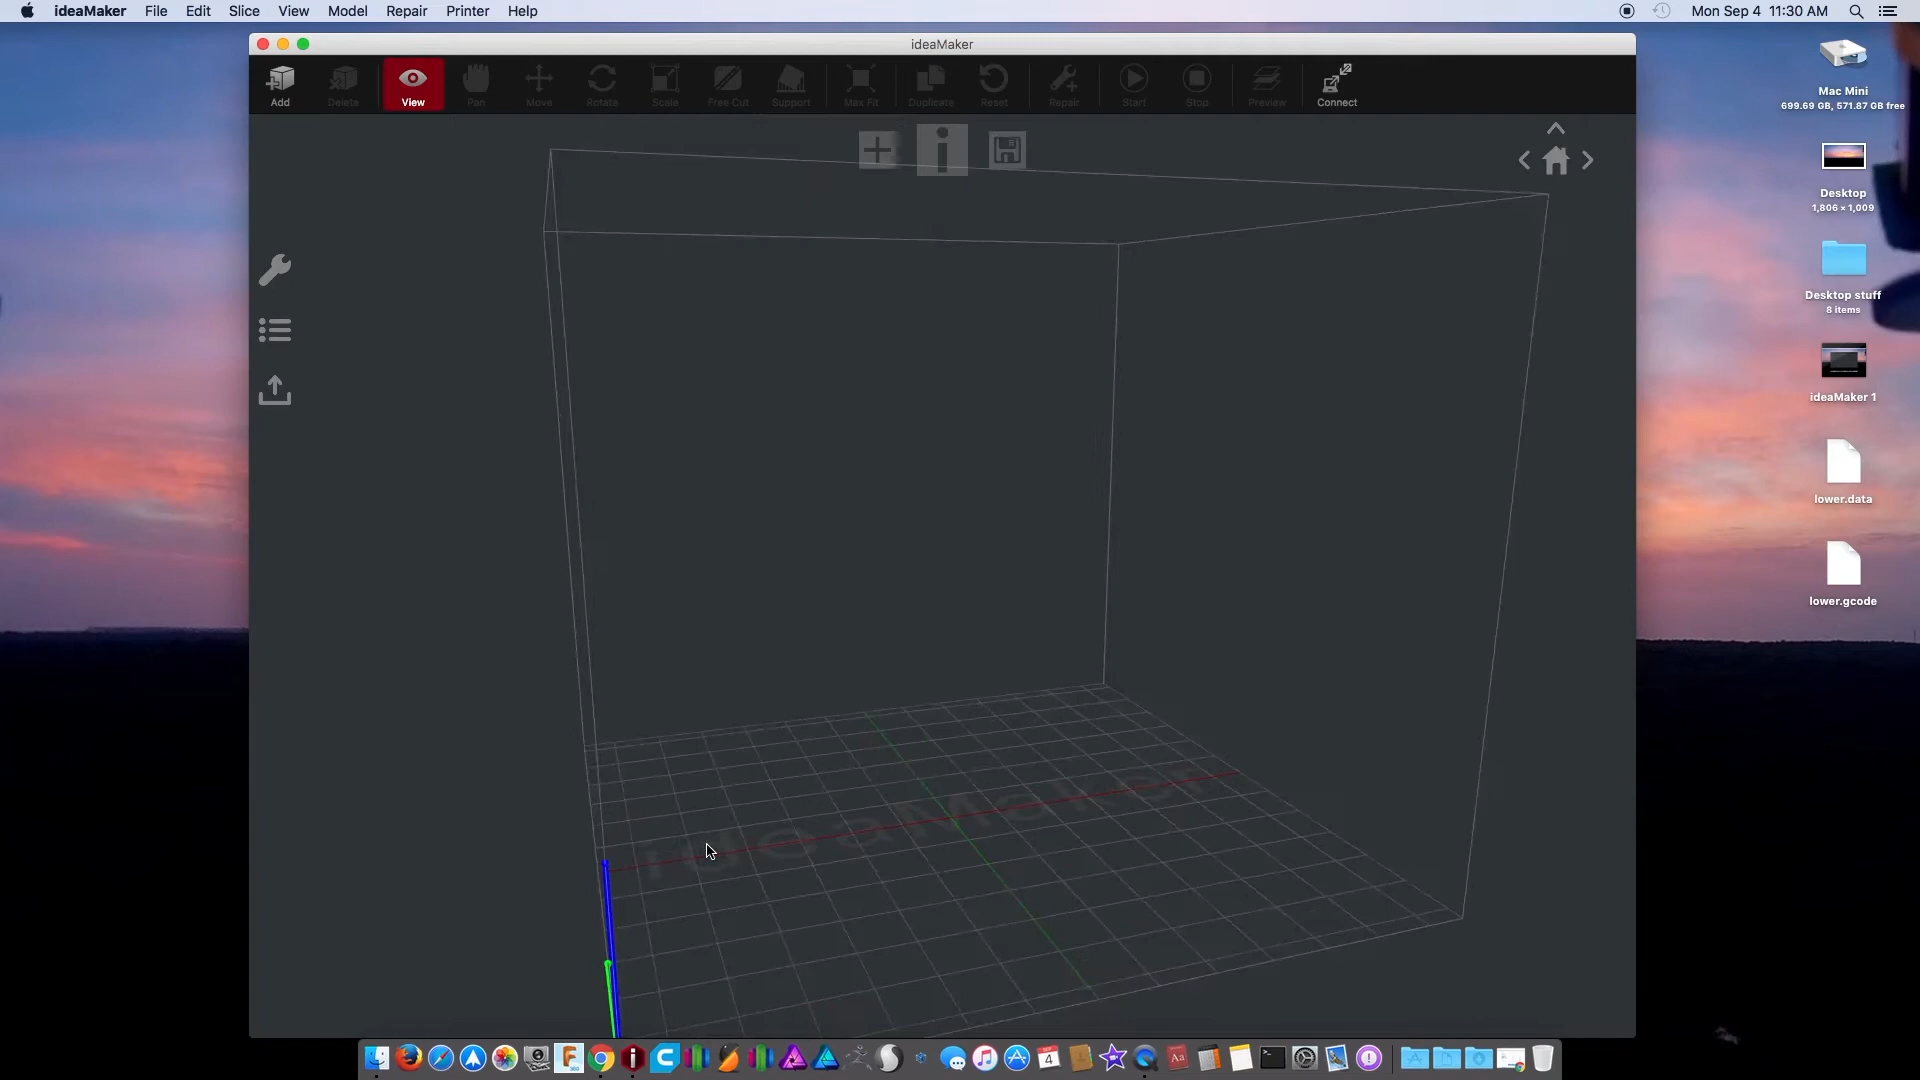 ideaMaker File Edit Slice View Model Repair Printer Help Mon Sep 4 11:30 AM
ideaMaker
Add Delete View Pan Move Rotate Scale Free Cut Support Max Fit Duplicate Reset Repair Start Stop Preview Connect
Mac Mini
699.69 GB, 571.87 GB free
Desktop
1,806 × 1,009
Desktop stuff
8 items
ideaMaker 1
lower.data
lower.gcode
ideaMaker